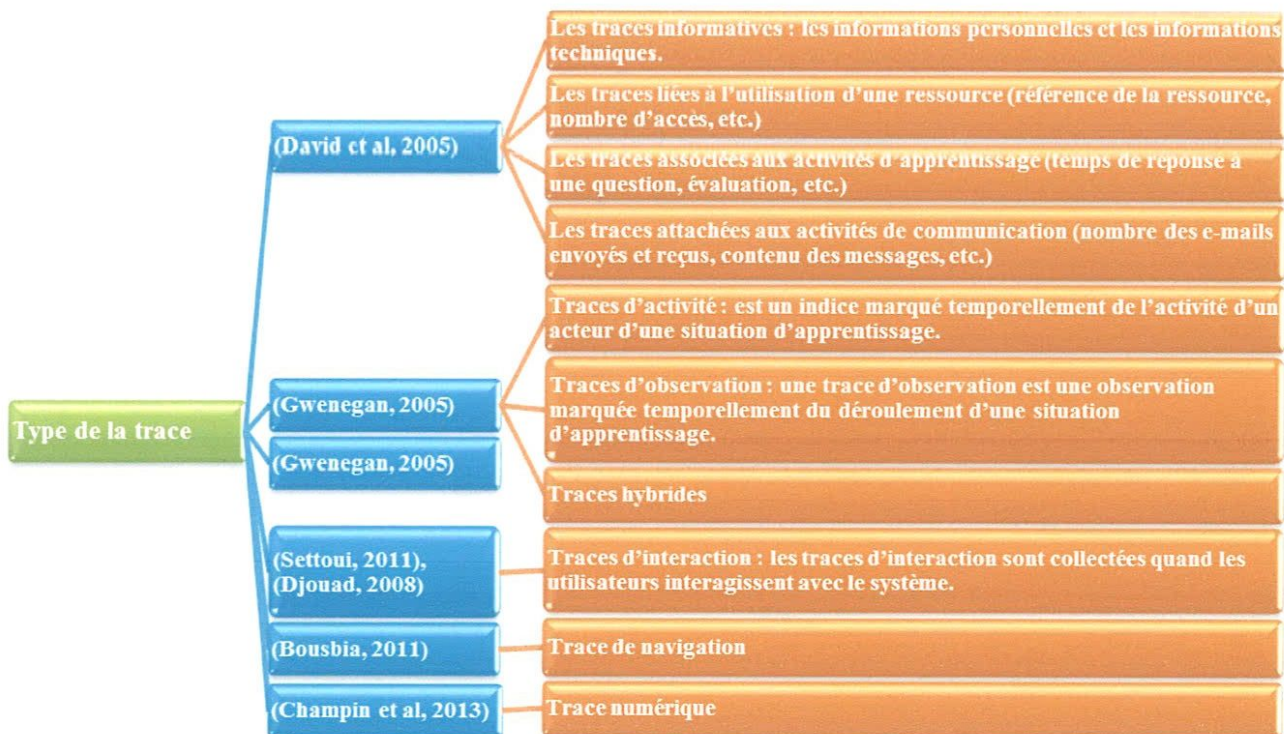 Type de la trace
(David et al, 2005)
Les traces informatives : les informations personnelles et les informations
techniques.
Les traces liées à l'utilisation d'une ressource (référence de la ressource,
nombre d'accès, etc.)
Les traces associées aux activités d'apprentissage (temps de réponse à
une question, évaluation, etc.)
Les traces attachées aux activités de communication (nombre des e-mails
envoyés et reçus, contenu des messages, etc.)
(Gwenegan, 2005)
Traces d'activité : est un indice marqué temporellement de l'activité d'un
acteur d'une situation d'apprentissage.
Traces d'observation : une trace d'observation est une observation
marquée temporellement du déroulement d'une situation
d'apprentissage.
Traces hybrides
(Gwenegan, 2005)
(Settoui, 2011),
(Djouad, 2008)
Traces d'interaction : les traces d'interaction sont collectées quand les
utilisateurs interagissent avec le système.
(Bousbia, 2011)
Trace de navigation
(Champin et al, 2013)
Trace numérique